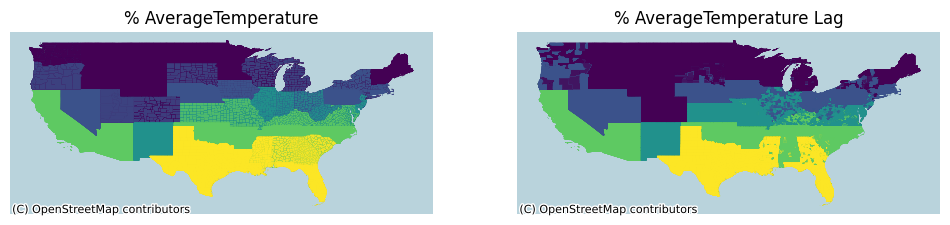 % AverageTemperature
% AverageTemperature Lag
(C) OpenStreetMap contributors
(C) OpenStreetMap contributors